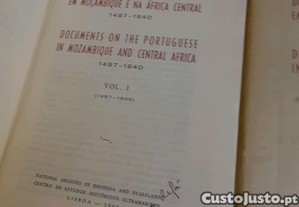 EM MOÇAMBIQUE E NA ÁFRICA CENTRAL
1497-1840
DOCUMENTS ON THE PORTUGUESE
IN MOZAMBIQUE AND CENTRAL AFRICA
1497-1840
VOL. I
(1497-1506)
NATIONAL ARCHIVES OF RHODESIA AND NYASALAND
CENTRO DE ESTUDOS HISTÓRICOS ULTRAMARINOS
LISBOA
CustoJusto.pt